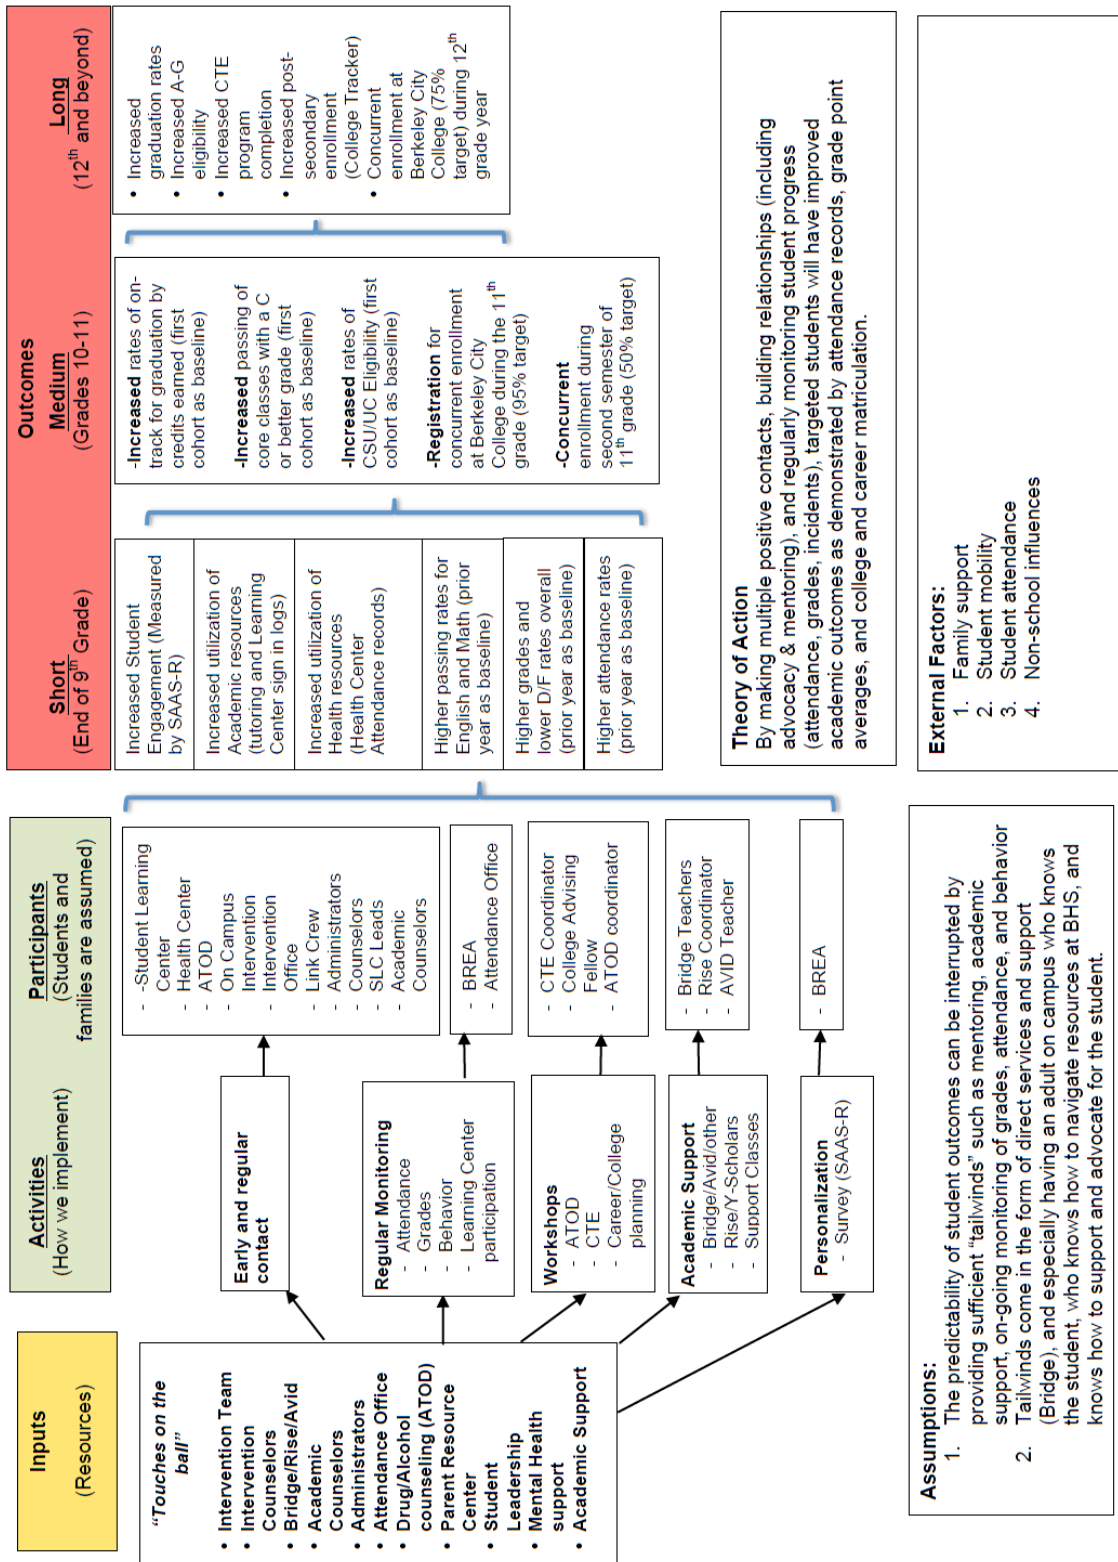 Inputs
(Resources)
"Touches on the
ball"
• Intervention Team
• Intervention
Counselors
• Bridge/Rise/Avid
• Academic
Counselors
• Administrators
• Attendance Office
• Drug/Alcohol
counseling (ATOD)
• Parent Resource
Center
• Student
Leadership
• Mental Health
support
• Academic Support
Activities
(How we implement)
Early and regular
contact
Regular Monitoring
- Attendance
- Grades
- Behavior
- Learning Center
participation
Workshops
- ATOD
- CTE
- Career/College
planning
Academic Support
- Bridge/Avid/other
- Rise/Y-Scholars
- Support Classes
Personalization
- Survey (SAAS-R)
Participants
(Students and
families are assumed)
- -Student Learning
Center
- Health Center
- ATOD
- On Campus
Intervention
- Intervention
Office
- Link Crew
- Administrators
- Counselors
- SLC Leads
- Academic
Counselors
- BREA
- Attendance Office
- CTE Coordinator
- College Advising
Fellow
- ATOD coordinator
- Bridge Teachers
- Rise Coordinator
- AVID Teacher
- BREA
Outcomes
Short
(End of 9th Grade)
Increased Student
Engagement (Measured
by SAAS-R)
Increased utilization of
Academic resources
(tutoring and Learning
Center sign in logs)
Increased utilization of
Health resources
(Health Center
Attendance records)
Higher passing rates for
English and Math (prior
year as baseline)
Higher grades and
lower D/F rates overall
(prior year as baseline)
Higher attendance rates
(prior year as baseline)
Medium
(Grades 10-11)
-Increased rates of on-
track for graduation by
credits earned (first
cohort as baseline)
-Increased passing of
core classes with a C
or better grade (first
cohort as baseline)
-Increased rates of
CSU/UC Eligibility (first
cohort as baseline)
-Registration for
concurrent enrollment
at Berkeley City
College during the 11th
grade (95% target)
-Concurrent
enrollment during
second semester of
11th grade (50% target)
Long
(12th and beyond)
• Increased
graduation rates
• Increased A-G
eligibility
• Increased CTE
program
completion
• Increased post-
secondary
enrollment
(College Tracker)
• Concurrent
enrollment at
Berkeley City
College (75%
target) during 12th
grade year
Theory of Action
By making multiple positive contacts, building relationships (including
advocacy & mentoring), and regularly monitoring student progress
(attendance, grades, incidents), targeted students will have improved
academic outcomes as demonstrated by attendance records, grade point
averages, and college and career matriculation.
Assumptions:
1. The predictability of student outcomes can be interrupted by
providing sufficient "tailwinds" such as mentoring, academic
support, on-going monitoring of grades, attendance, and behavior
2. Tailwinds come in the form of direct services and support
(Bridge), and especially having an adult on campus who knows
the student, who knows how to navigate resources at BHS, and
knows how to support and advocate for the student.
External Factors:
1. Family support
2. Student mobility
3. Student attendance
4. Non-school influences